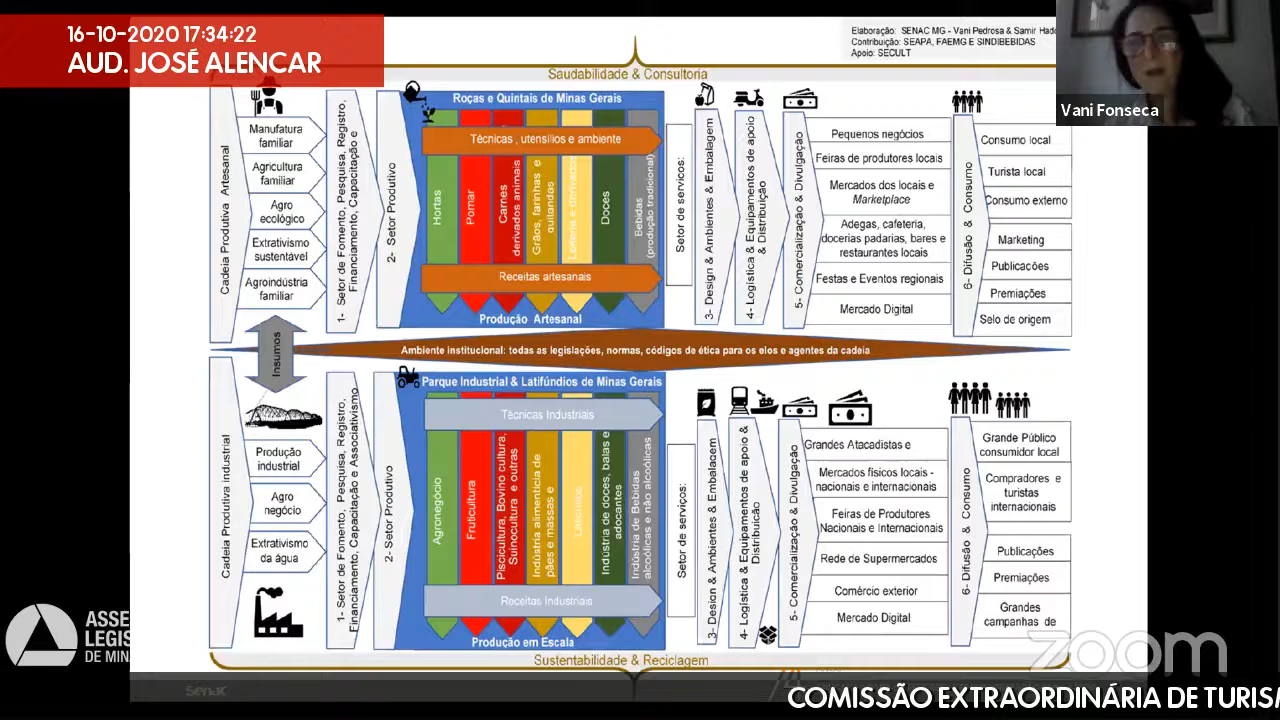 16-10-2020 17:34:22
AUD. JOSÉ ALENCAR
Elaboração: SENAC MG - Vani Pedrosa & Samir
Contribuição: SEAPA, FAEMG E SINDIBEBIDAS
Apoio: SECULT
Vani Fonseca
Saudabilidade & Consultoria
Cadeia Produtiva Artesanal
Manufatura
familiar
Agricultura
familiar
Agro
ecológico
Extrativismo
sustentável
Agroindústria
familiar
1- Setor de Fomento, Pesquisa, Registro,
Financiamento, Capacitação e
2- Setor Produtivo
Roças e Quintais de Minas Gerais
Técnicas , utensílios e ambiente
Hortas
Pomar
Carnes
derivados animais
Grãos, farinhas e
quitandas
Leiteria e derivados
Doces
Bebidas
(produção tradicional)
Receitas artesanais
Produção Artesanal
Setor de serviços:
3- Design & Ambientes & Embalagem
4- Logística & Equipamentos de apoio
& Distribuição
5- Comercialização & Divulgação
Pequenos negócios
Feiras de produtores locais
Mercados dos locais e
Marketplace
Adegas, cafeteria,
docerias padarias, bares e
restaurantes locais
Festas e Eventos regionais
Mercado Digital
6- Difusão & Consumo
Consumo local
Turista local
Consumo externo
Marketing
Publicações
Premiações
Selo de origem
Insumos
Ambiente institucional: todas as legislações, normas, códigos de ética para os elos e agentes da cadeia
Cadeia Produtiva industrial
Produção
industrial
Agro
negócio
Extrativismo
da água
1- Setor de Fomento, Pesquisa, Registro,
Financiamento, Capacitação e Associativismo
2- Setor Produtivo
Parque Industrial & Latifúndios de Minas Gerais
Técnicas Industriais
Agronegócio
Fruticultura
Piscicultura, Bovino cultura,
Suinocultura e outras
Indústria alimentícia de
pães e massas e
Laticínios
Indústria de doces, balas e
adocantes
Indústria de Bebidas
alcoólicas e não alcoólicas
Receitas Industriais
Produção em Escala
Setor de serviços:
3- Design & Ambientes & Embalagem
4- Logística & Equipamentos de apoio &
Distribuição
5- Comercialização & Divulgação
Grandes Atacadistas e
Mercados físicos locais -
nacionais e internacionais
Feiras de Produtores
Nacionais e Internacionais
Rede de Supermercados
Comércio exterior
Mercado Digital
6- Difusão & Consumo
Grande Público
consumidor local
Compradores e
turistas
internacionais
Publicações
Premiações
Grandes
campanhas de
Sustentabilidade & Reciclagem
ASSE
LEGIS
DE MINA
Senac
zoom
COMISSÃO EXTRAORDINÁRIA DE TURIS